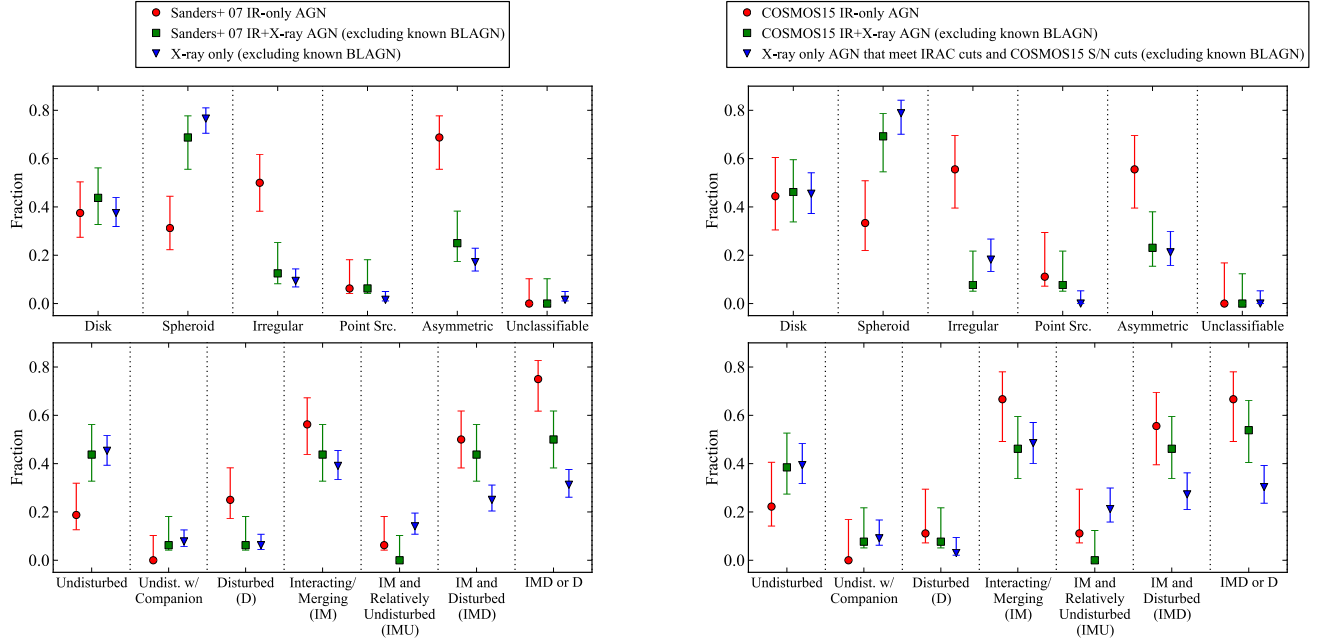 Sanders+ 07 IR-only AGN
Sanders+ 07 IR+X-ray AGN (excluding known BLAGN)
X-ray only (excluding known BLAGN)
Fraction
0.8
0.6
0.4
0.2
0.0
Disk
Spheroid
Irregular
Point Src.
Asymmetric
Unclassifiable
Fraction
0.8
0.6
0.4
0.2
0.0
Undisturbed
Undist. w/
Companion
Disturbed
(D)
Interacting/
Merging
(IM)
IM and
Relatively
Undisturbed
(IMU)
IM and
Disturbed
(IMD)
IMD or D
COSMOS15 IR-only AGN
COSMOS15 IR+X-ray AGN (excluding known BLAGN)
X-ray only AGN that meet IRAC cuts and COSMOS15 S/N cuts (excluding known BLAGN)
Fraction
0.8
0.6
0.4
0.2
0.0
Disk
Spheroid
Irregular
Point Src.
Asymmetric
Unclassifiable
Fraction
0.8
0.6
0.4
0.2
0.0
Undisturbed
Undist. w/
Companion
Disturbed
(D)
Interacting/
Merging
(IM)
IM and
Relatively
Undisturbed
(IMU)
IM and
Disturbed
(IMD)
IMD or D